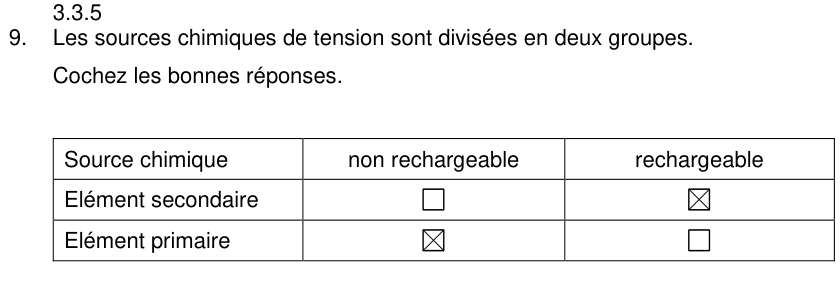 3.3.5
9. Les sources chimiques de tension sont divisées en deux groupes.
Cochez les bonnes réponses.
Source chimique non rechargeable rechargeable
Elément secondaire ☐ ☒
Elément primaire ☒ ☐